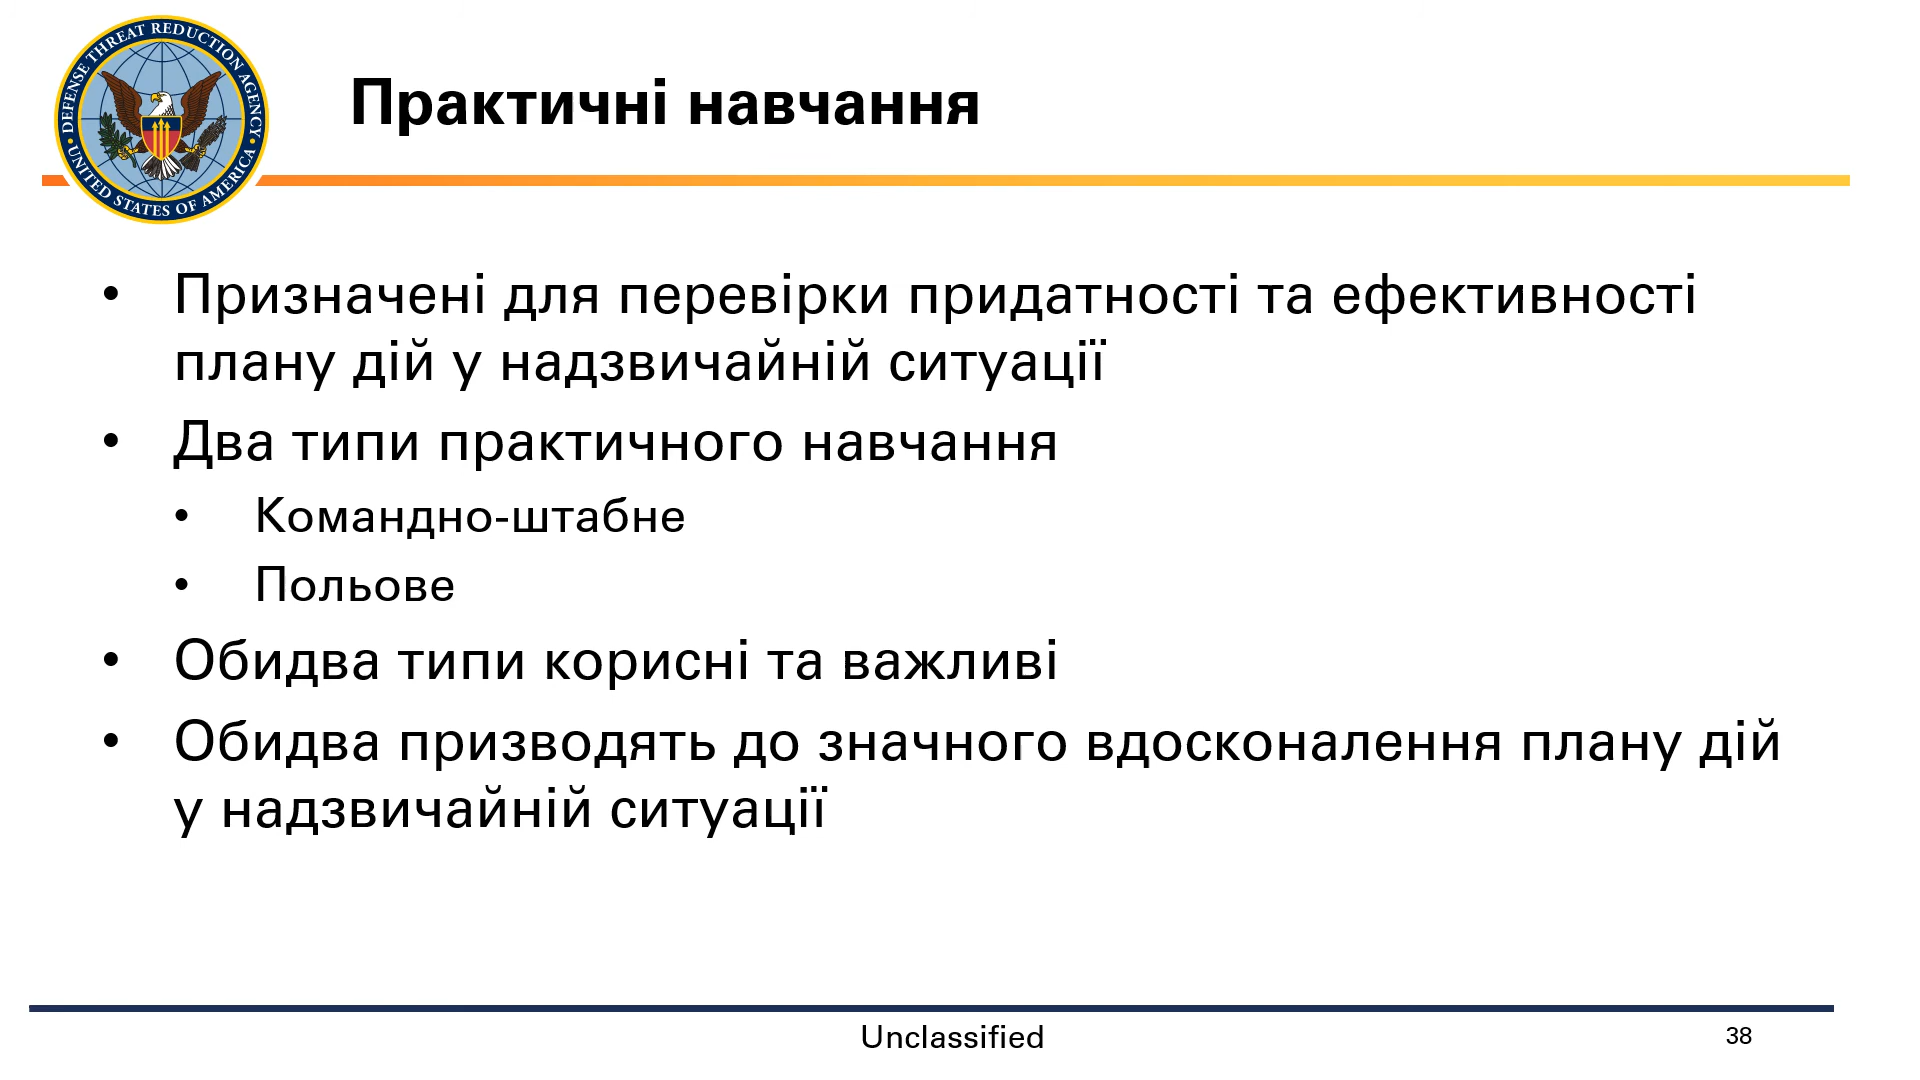 DEFENSE THREAT REDUCTION AGENCY
UNITED STATES OF AMERICA
Практичні навчання
• Призначені для перевірки придатності та ефективності
плану дій у надзвичайній ситуації
• Два типи практичного навчання
• Командно-штабне
• Польове
• Обидва типи корисні та важливі
• Обидва призводять до значного вдосконалення плану дій
у надзвичайній ситуації
Unclassified
38